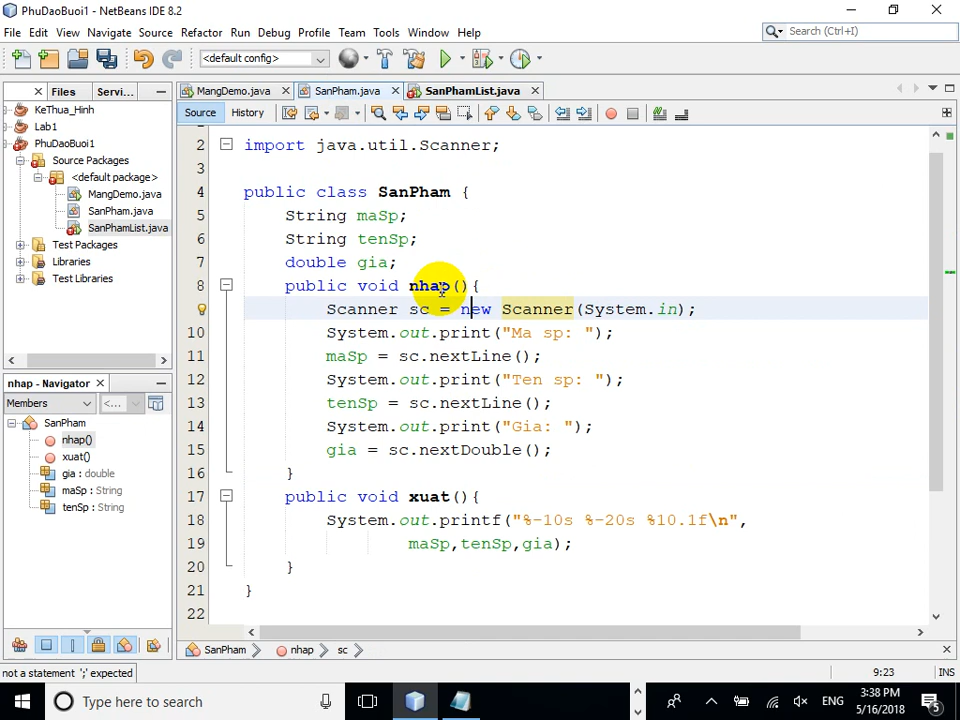 PhuDaoBuoi1 - NetBeans IDE 8.2
File Edit View Navigate Source Refactor Run Debug Profile Team Tools Window Help
Search (Ctrl+I)
<default config>
Files Servi...
MangDemo.java SanPham.java SanPhamList.java
Source History
KeThua_Hinh
Lab1
PhuDaoBuoi1
Source Packages
<default package>
MangDemo.java
SanPham.java
SanPhamList.java
Test Packages
Libraries
Test Libraries
2 import java.util.Scanner;
3
4 public class SanPham {
5 String maSp;
6 String tenSp;
7 double gia;
8 public void nhap(){
Scanner sc = new Scanner(System.in);
10 System.out.print("Ma sp: ");
11 maSp = sc.nextLine();
12 System.out.print("Ten sp: ");
13 tenSp = sc.nextLine();
14 System.out.print("Gia: ");
15 gia = sc.nextDouble();
16 }
17 public void xuat(){
18 System.out.printf("%-10s %-20s %10.1f\n",
19 maSp,tenSp,gia);
20 }
21 }
22
nhap - Navigator
Members <...
SanPham
nhap()
xuat()
gia : double
maSp : String
tenSp : String
SanPham nhap sc
not a statement ';' expected
9:23 INS
Type here to search
ENG
3:38 PM
5/16/2018
5